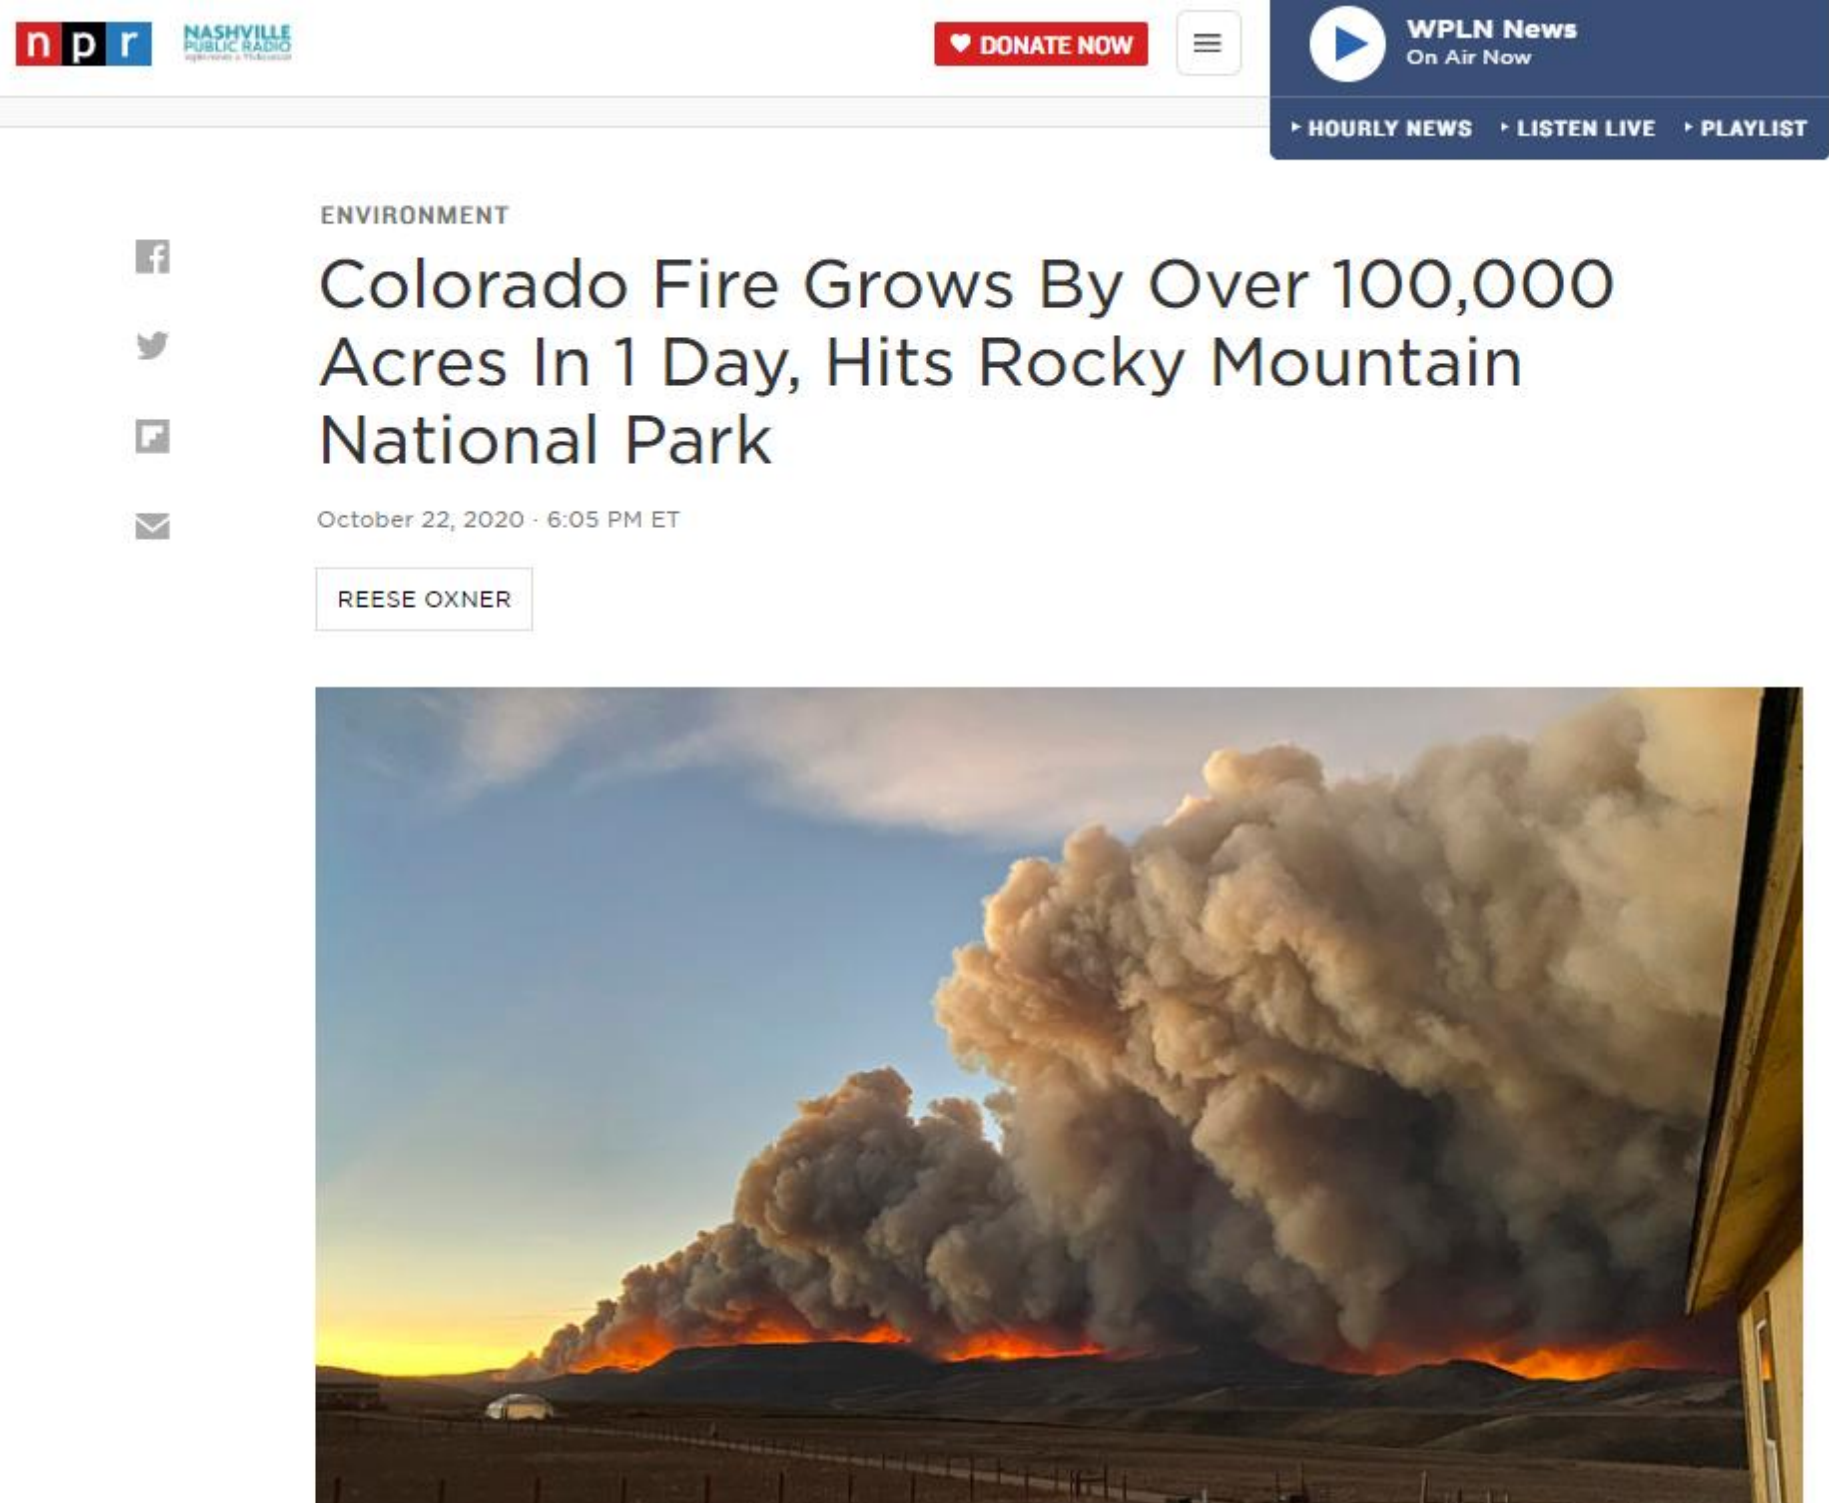 npr
NASHVILLE
PUBLIC RADIO
DONATE NOW
WPLN News
On Air Now
HOURLY NEWS
LISTEN LIVE
PLAYLIST
ENVIRONMENT
Colorado Fire Grows By Over 100,000
Acres In 1 Day, Hits Rocky Mountain
National Park
October 22, 2020 · 6:05 PM ET
REESE OXNER